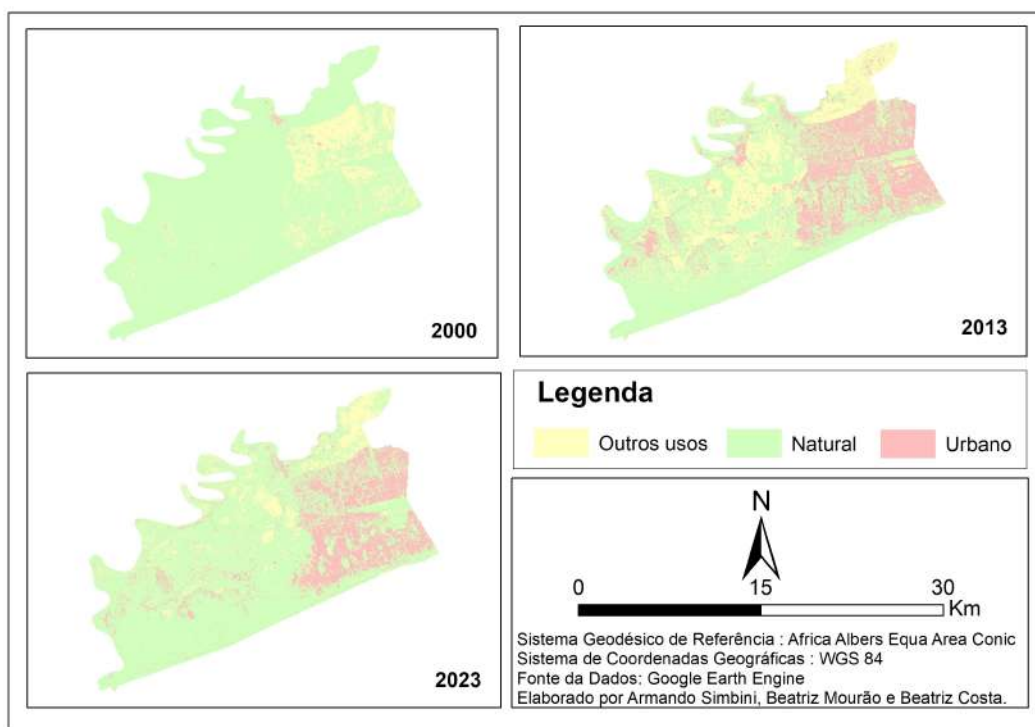 2000
2013
2023
Legenda
Outros usos
Natural
Urbano
N
0 15 30
Km
Sistema Geodésico de Referência : Africa Albers Equa Area Conic
Sistema de Coordenadas Geográficas : WGS 84
Fonte da Dados: Google Earth Engine
Elaborado por Armando Simbini, Beatriz Mourão e Beatriz Costa.